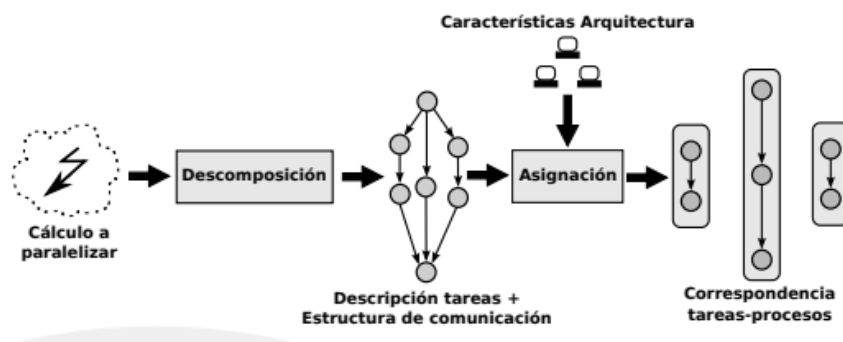 Características Arquitectura
Descomposición
Asignación
Cálculo a
paralelizar
Descripción tareas +
Estructura de comunicación
Correspondencia
tareas-procesos